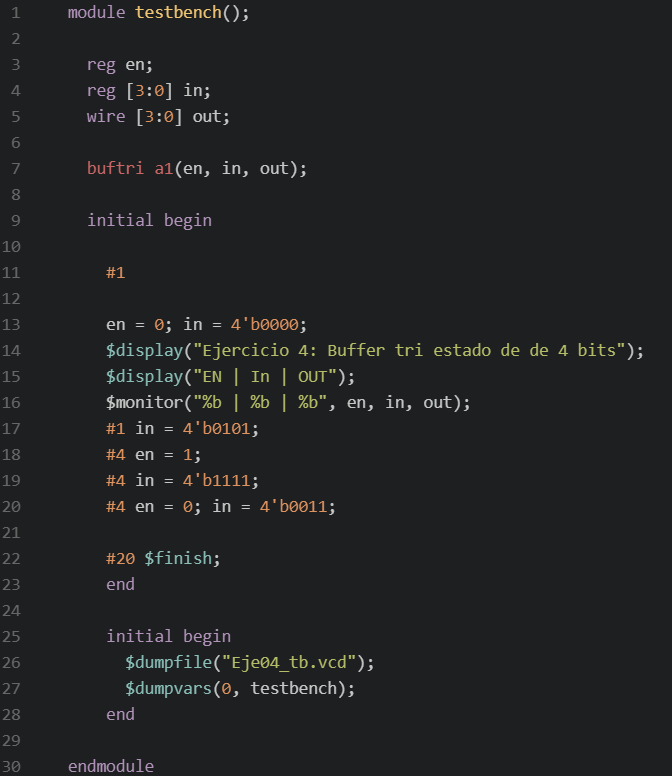 1 module testbench();
2
3 reg en;
4 reg [3:0] in;
5 wire [3:0] out;
6
7 buftri a1(en, in, out);
8
9 initial begin
10
11 #1
12
13 en = 0; in = 4'b0000;
14 $display("Ejercicio 4: Buffer tri estado de de 4 bits");
15 $display("EN | In | OUT");
16 $monitor("%b | %b | %b", en, in, out);
17 #1 in = 4'b0101;
18 #4 en = 1;
19 #4 in = 4'b1111;
20 #4 en = 0; in = 4'b0011;
21
22 #20 $finish;
23 end
24
25 initial begin
26 $dumpfile("Eje04_tb.vcd");
27 $dumpvars(0, testbench);
28 end
29
30 endmodule